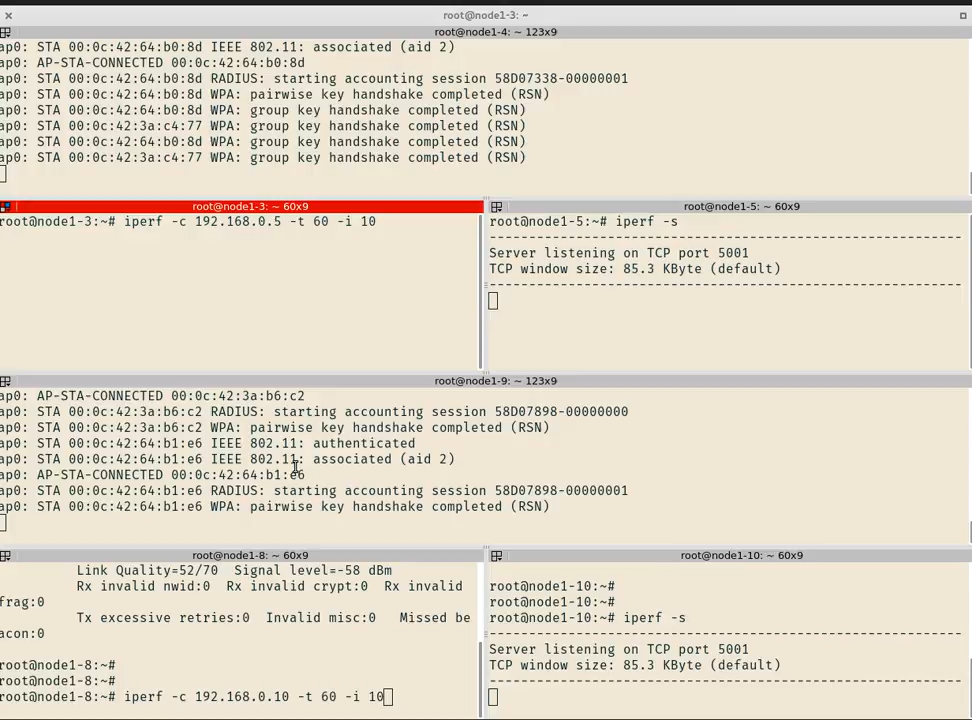 root@node1-3: ~
root@node1-4: ~ 123x9
ap0: STA 00:0c:42:64:b0:8d IEEE 802.11: associated (aid 2)
ap0: AP-STA-CONNECTED 00:0c:42:64:b0:8d
ap0: STA 00:0c:42:64:b0:8d RADIUS: starting accounting session 58D07338-00000001
ap0: STA 00:0c:42:64:b0:8d WPA: pairwise key handshake completed (RSN)
ap0: STA 00:0c:42:64:b0:8d WPA: group key handshake completed (RSN)
ap0: STA 00:0c:42:3a:c4:77 WPA: group key handshake completed (RSN)
ap0: STA 00:0c:42:64:b0:8d WPA: group key handshake completed (RSN)
ap0: STA 00:0c:42:3a:c4:77 WPA: group key handshake completed (RSN)
root@node1-3: ~ 60x9
root@node1-3:~# iperf -c 192.168.0.5 -t 60 -i 10
root@node1-5: ~ 60x9
root@node1-5:~# iperf -s
------------------------------------------------------------
Server listening on TCP port 5001
TCP window size: 85.3 KByte (default)
------------------------------------------------------------
root@node1-9: ~ 123x9
ap0: AP-STA-CONNECTED 00:0c:42:3a:b6:c2
ap0: STA 00:0c:42:3a:b6:c2 RADIUS: starting accounting session 58D07898-00000000
ap0: STA 00:0c:42:3a:b6:c2 WPA: pairwise key handshake completed (RSN)
ap0: STA 00:0c:42:64:b1:e6 IEEE 802.11: authenticated
ap0: STA 00:0c:42:64:b1:e6 IEEE 802.11: associated (aid 2)
ap0: AP-STA-CONNECTED 00:0c:42:64:b1:e6
ap0: STA 00:0c:42:64:b1:e6 RADIUS: starting accounting session 58D07898-00000001
ap0: STA 00:0c:42:64:b1:e6 WPA: pairwise key handshake completed (RSN)
root@node1-8: ~ 60x9
Link Quality=52/70 Signal level=-58 dBm
Rx invalid nwid:0 Rx invalid crypt:0 Rx invalid
frag:0
Tx excessive retries:0 Invalid misc:0 Missed be
acon:0
root@node1-8:~#
root@node1-8:~#
root@node1-8:~# iperf -c 192.168.0.10 -t 60 -i 10
root@node1-10: ~ 60x9
root@node1-10:~#
root@node1-10:~#
root@node1-10:~# iperf -s
------------------------------------------------------------
Server listening on TCP port 5001
TCP window size: 85.3 KByte (default)
------------------------------------------------------------